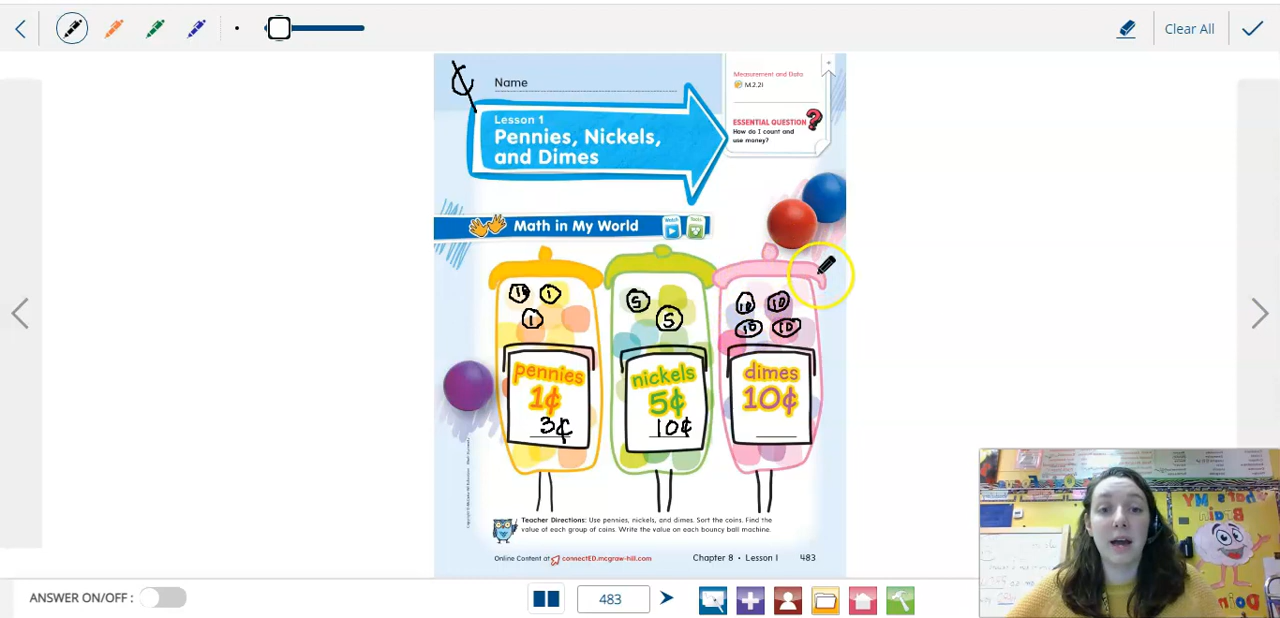 Clear All
¢
Name
Measurement and Data
M.2.2I
Lesson 1
Pennies, Nickels,
and Dimes
ESSENTIAL QUESTION
How do I count and
use money?
Math in My World
Watch
Tools
1
1
1
5
5
10
10
10
10
pennies
1¢
3¢
nickels
5¢
10¢
dimes
10¢
Teacher Directions: Use pennies, nickels, and dimes. Sort the coins. Find the
value of each group of coins. Write the value on each bouncy ball machine.
Online Content at connectED.mcgraw-hill.com
Chapter 8 • Lesson 1
483
ANSWER ON/OFF :
483